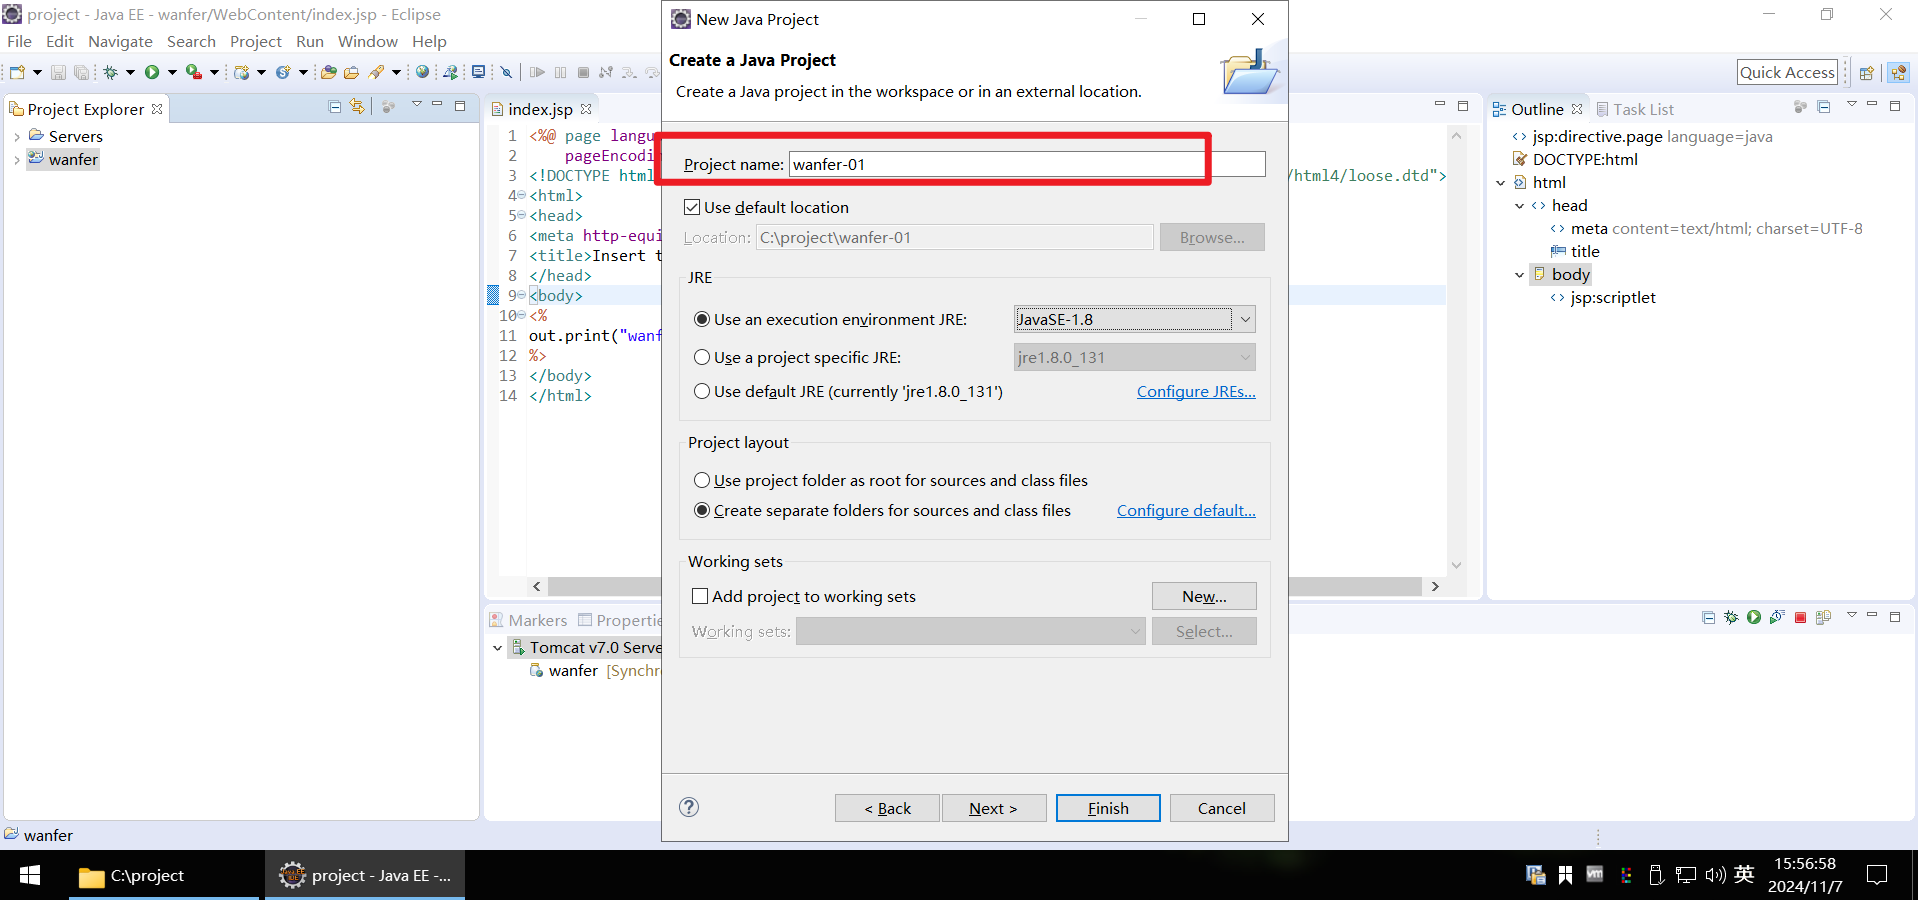 project - Java EE - wanfer/WebContent/index.jsp - Eclipse
File Edit Navigate Search Project Run Window Help
Quick Access
Project Explorer
Servers
wanfer
index.jsp
1 <%@ page langu
2 pageEncodin
3 <!DOCTYPE html /html4/loose.dtd">
4 <html>
5 <head>
6 <meta http-equi
7 <title>Insert t
8 </head>
9 <body>
10 <%
11 out.print("wanf
12 %>
13 </body>
14 </html>
New Java Project
Create a Java Project
Create a Java project in the workspace or in an external location.
Project name: wanfer-01
Use default location
Location: C:\project\wanfer-01 Browse...
JRE
Use an execution environment JRE: JavaSE-1.8
Use a project specific JRE: jre1.8.0_131
Use default JRE (currently 'jre1.8.0_131') Configure JREs...
Project layout
Use project folder as root for sources and class files
Create separate folders for sources and class files Configure default...
Working sets
Add project to working sets New...
Working sets: Select...
< Back Next > Finish Cancel
Outline Task List
jsp:directive.page language=java
DOCTYPE:html
html
head
meta content=text/html; charset=UTF-8
title
body
jsp:scriptlet
Markers Propertie
Tomcat v7.0 Serve
wanfer [Synchr
wanfer
C:\project
project - Java EE -...
英
15:56:58
2024/11/7